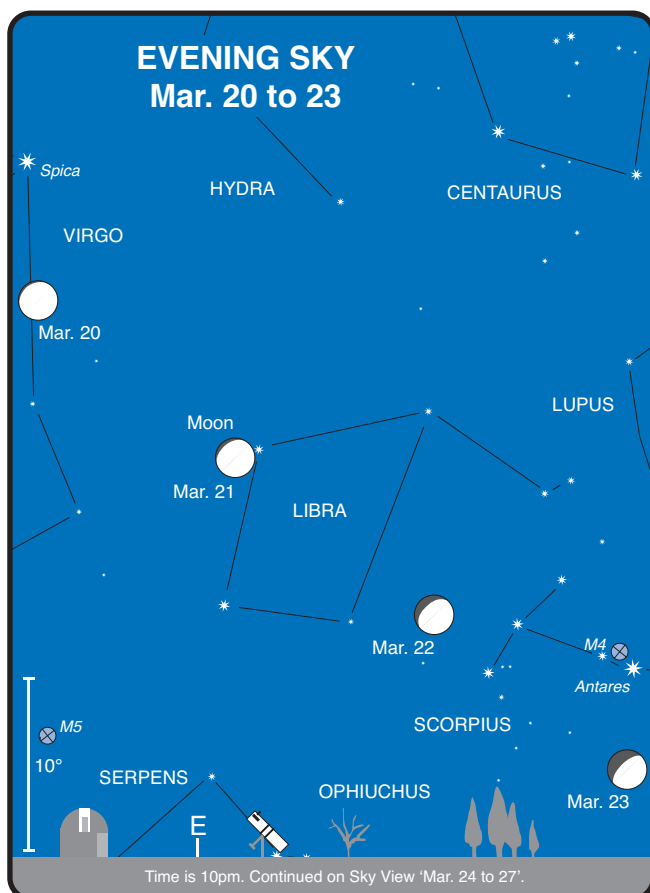 EVENING SKY
Mar. 20 to 23
Spica
HYDRA
CENTAURUS
VIRGO
Mar. 20
LUPUS
Moon
Mar. 21
LIBRA
Mar. 22
M4
Antares
SCORPIUS
M5
10°
SERPENS
OPHIUCHUS
Mar. 23
E
Time is 10pm. Continued on Sky View ‘Mar. 24 to 27’.